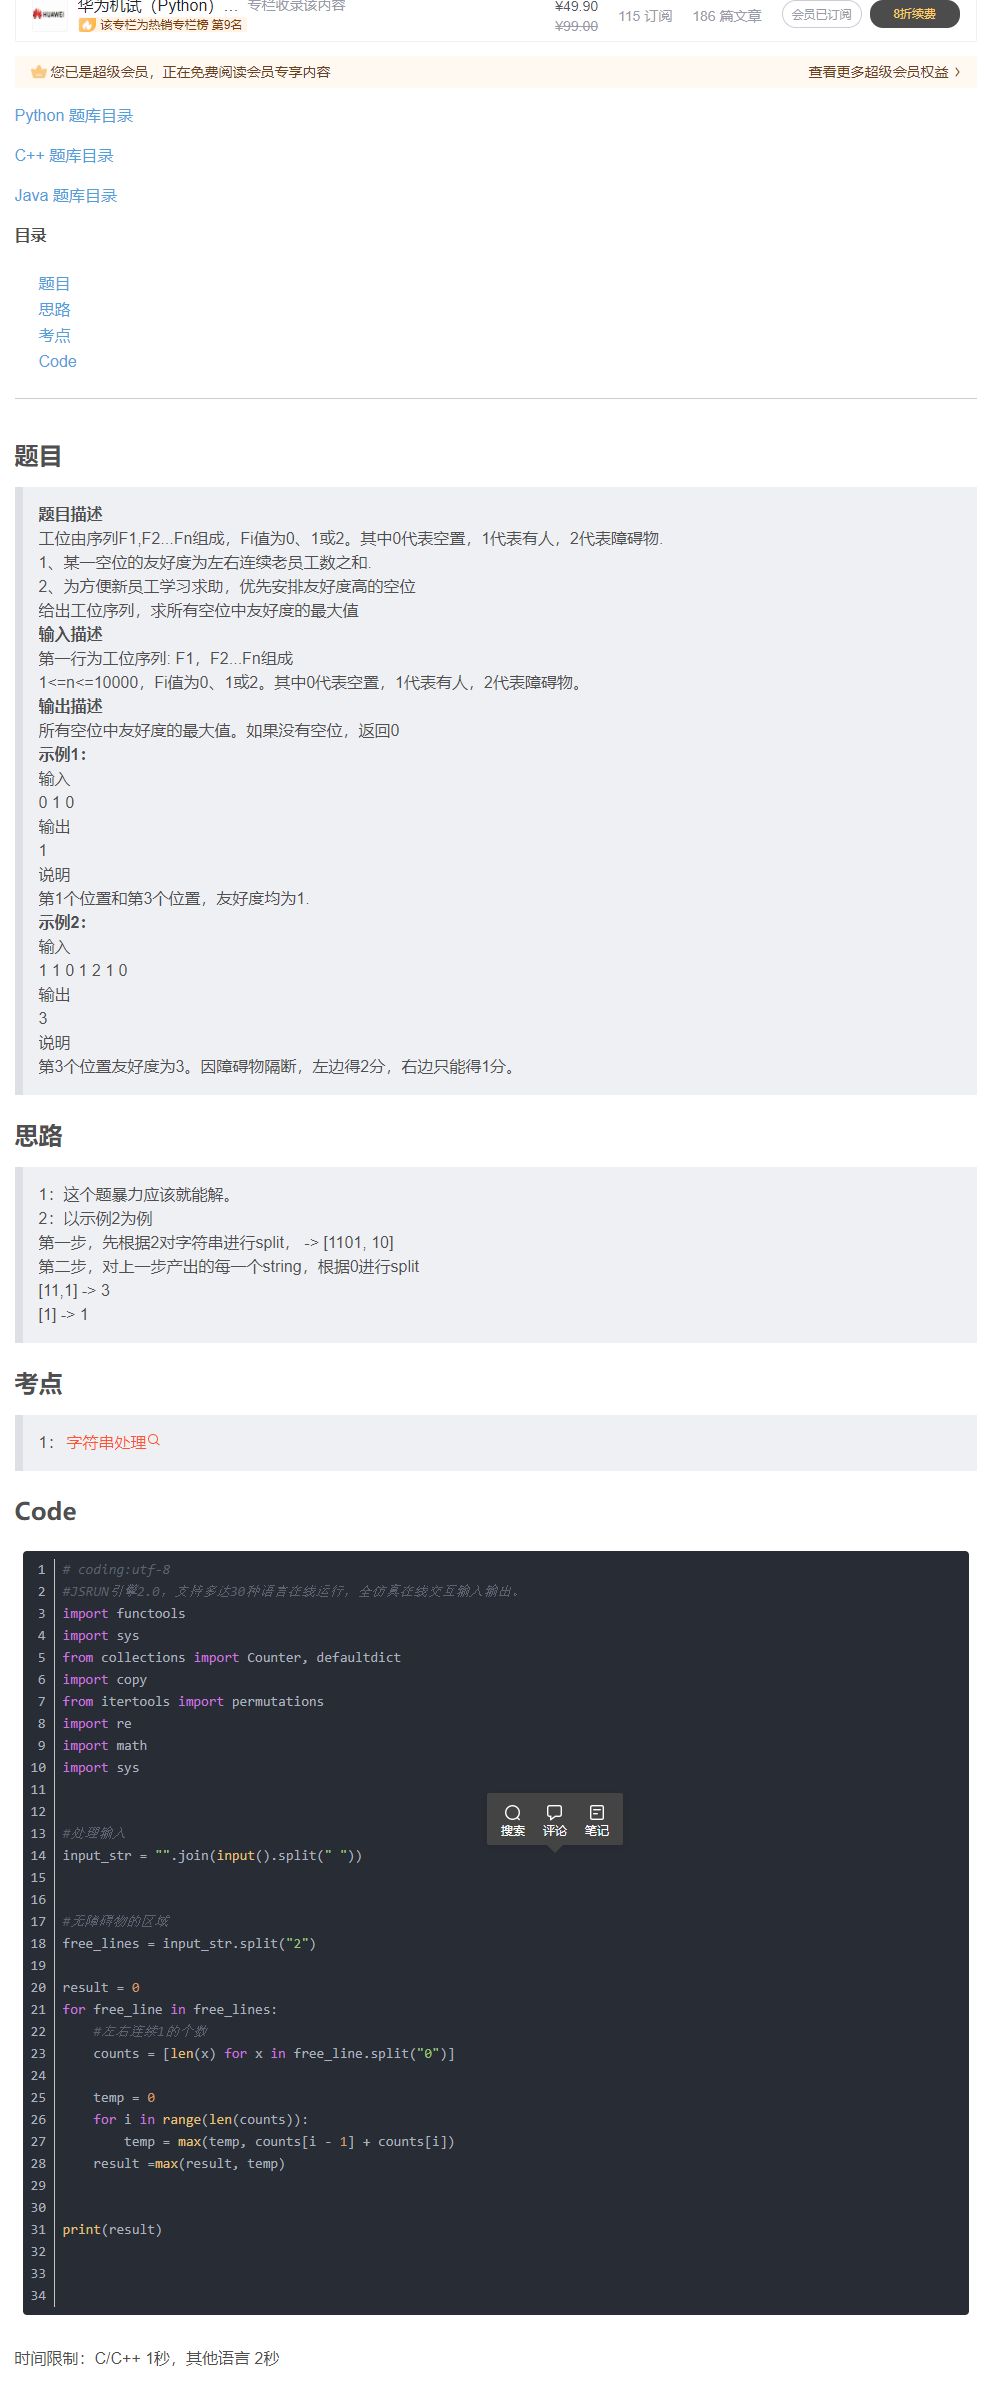 HUAWEI
华为机试（Python）... 专栏收录该内容
该专栏为热销专栏榜 第9名
¥49.90
¥99.00
115 订阅
186 篇文章
会员已订阅
8折续费
您已是超级会员，正在免费阅读会员专享内容
查看更多超级会员权益 >
Python 题库目录
C++ 题库目录
Java 题库目录
目录
题目
思路
考点
Code
题目
题目描述
工位由序列F1,F2...Fn组成，Fi值为0、1或2。其中0代表空置，1代表有人，2代表障碍物.
1、某一空位的友好度为左右连续老员工数之和.
2、为方便新员工学习求助，优先安排友好度高的空位
给出工位序列，求所有空位中友好度的最大值
输入描述
第一行为工位序列: F1，F2...Fn组成
1<=n<=10000，Fi值为0、1或2。其中0代表空置，1代表有人，2代表障碍物。
输出描述
所有空位中友好度的最大值。如果没有空位，返回0
示例1：
输入
0 1 0
输出
1
说明
第1个位置和第3个位置，友好度均为1.
示例2：
输入
1 1 0 1 2 1 0
输出
3
说明
第3个位置友好度为3。因障碍物隔断，左边得2分，右边只能得1分。
思路
1：这个题暴力应该就能解。
2：以示例2为例
第一步，先根据2对字符串进行split， -> [1101, 10]
第二步，对上一步产出的每一个string，根据0进行split
[11,1] -> 3
[1] -> 1
考点
1： 字符串处理
Code
1 # coding:utf-8
2 #JSRUN引擎2.0，支持多达30种语言在线运行，全仿真在线交互输入输出。
3 import functools
4 import sys
5 from collections import Counter, defaultdict
6 import copy
7 from itertools import permutations
8 import re
9 import math
10 import sys
11
12
13 #处理输入
14 input_str = "".join(input().split(" "))
15
16
17 #无障碍物的区域
18 free_lines = input_str.split("2")
19
20 result = 0
21 for free_line in free_lines:
22     #左右连续1的个数
23     counts = [len(x) for x in free_line.split("0")]
24
25     temp = 0
26     for i in range(len(counts)):
27         temp = max(temp, counts[i - 1] + counts[i])
28     result =max(result, temp)
29
30
31 print(result)
32
33
34
搜索 评论 笔记
时间限制：C/C++ 1秒，其他语言 2秒